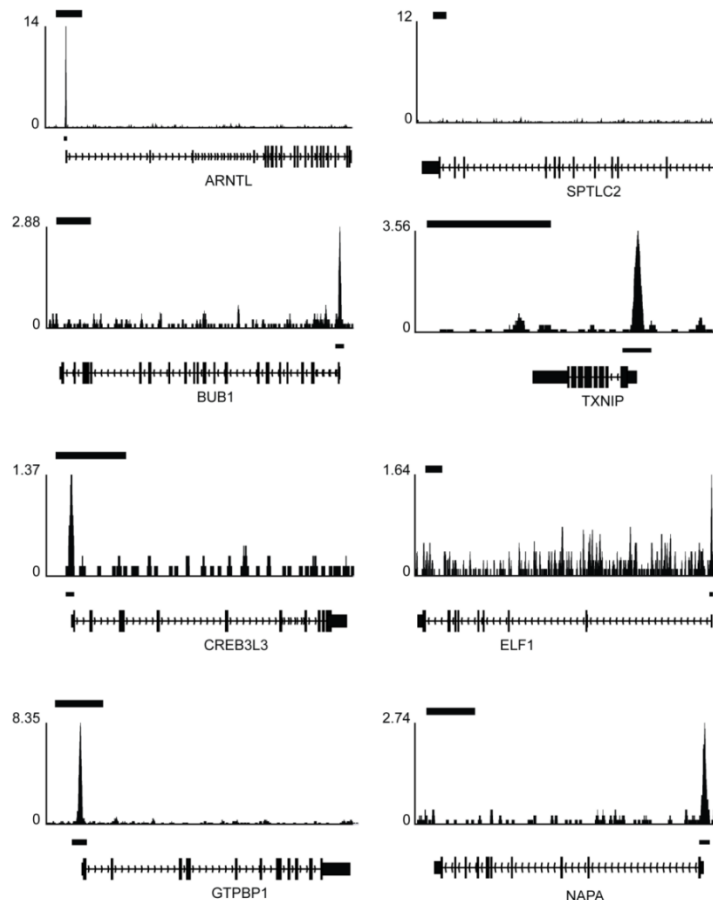 14
0
ARNTL
12
0
SPTLC2
2.88
0
BUB1
3.56
0
TXNIP
1.37
0
CREB3L3
1.64
0
ELF1
8.35
0
GTPBP1
2.74
0
NAPA